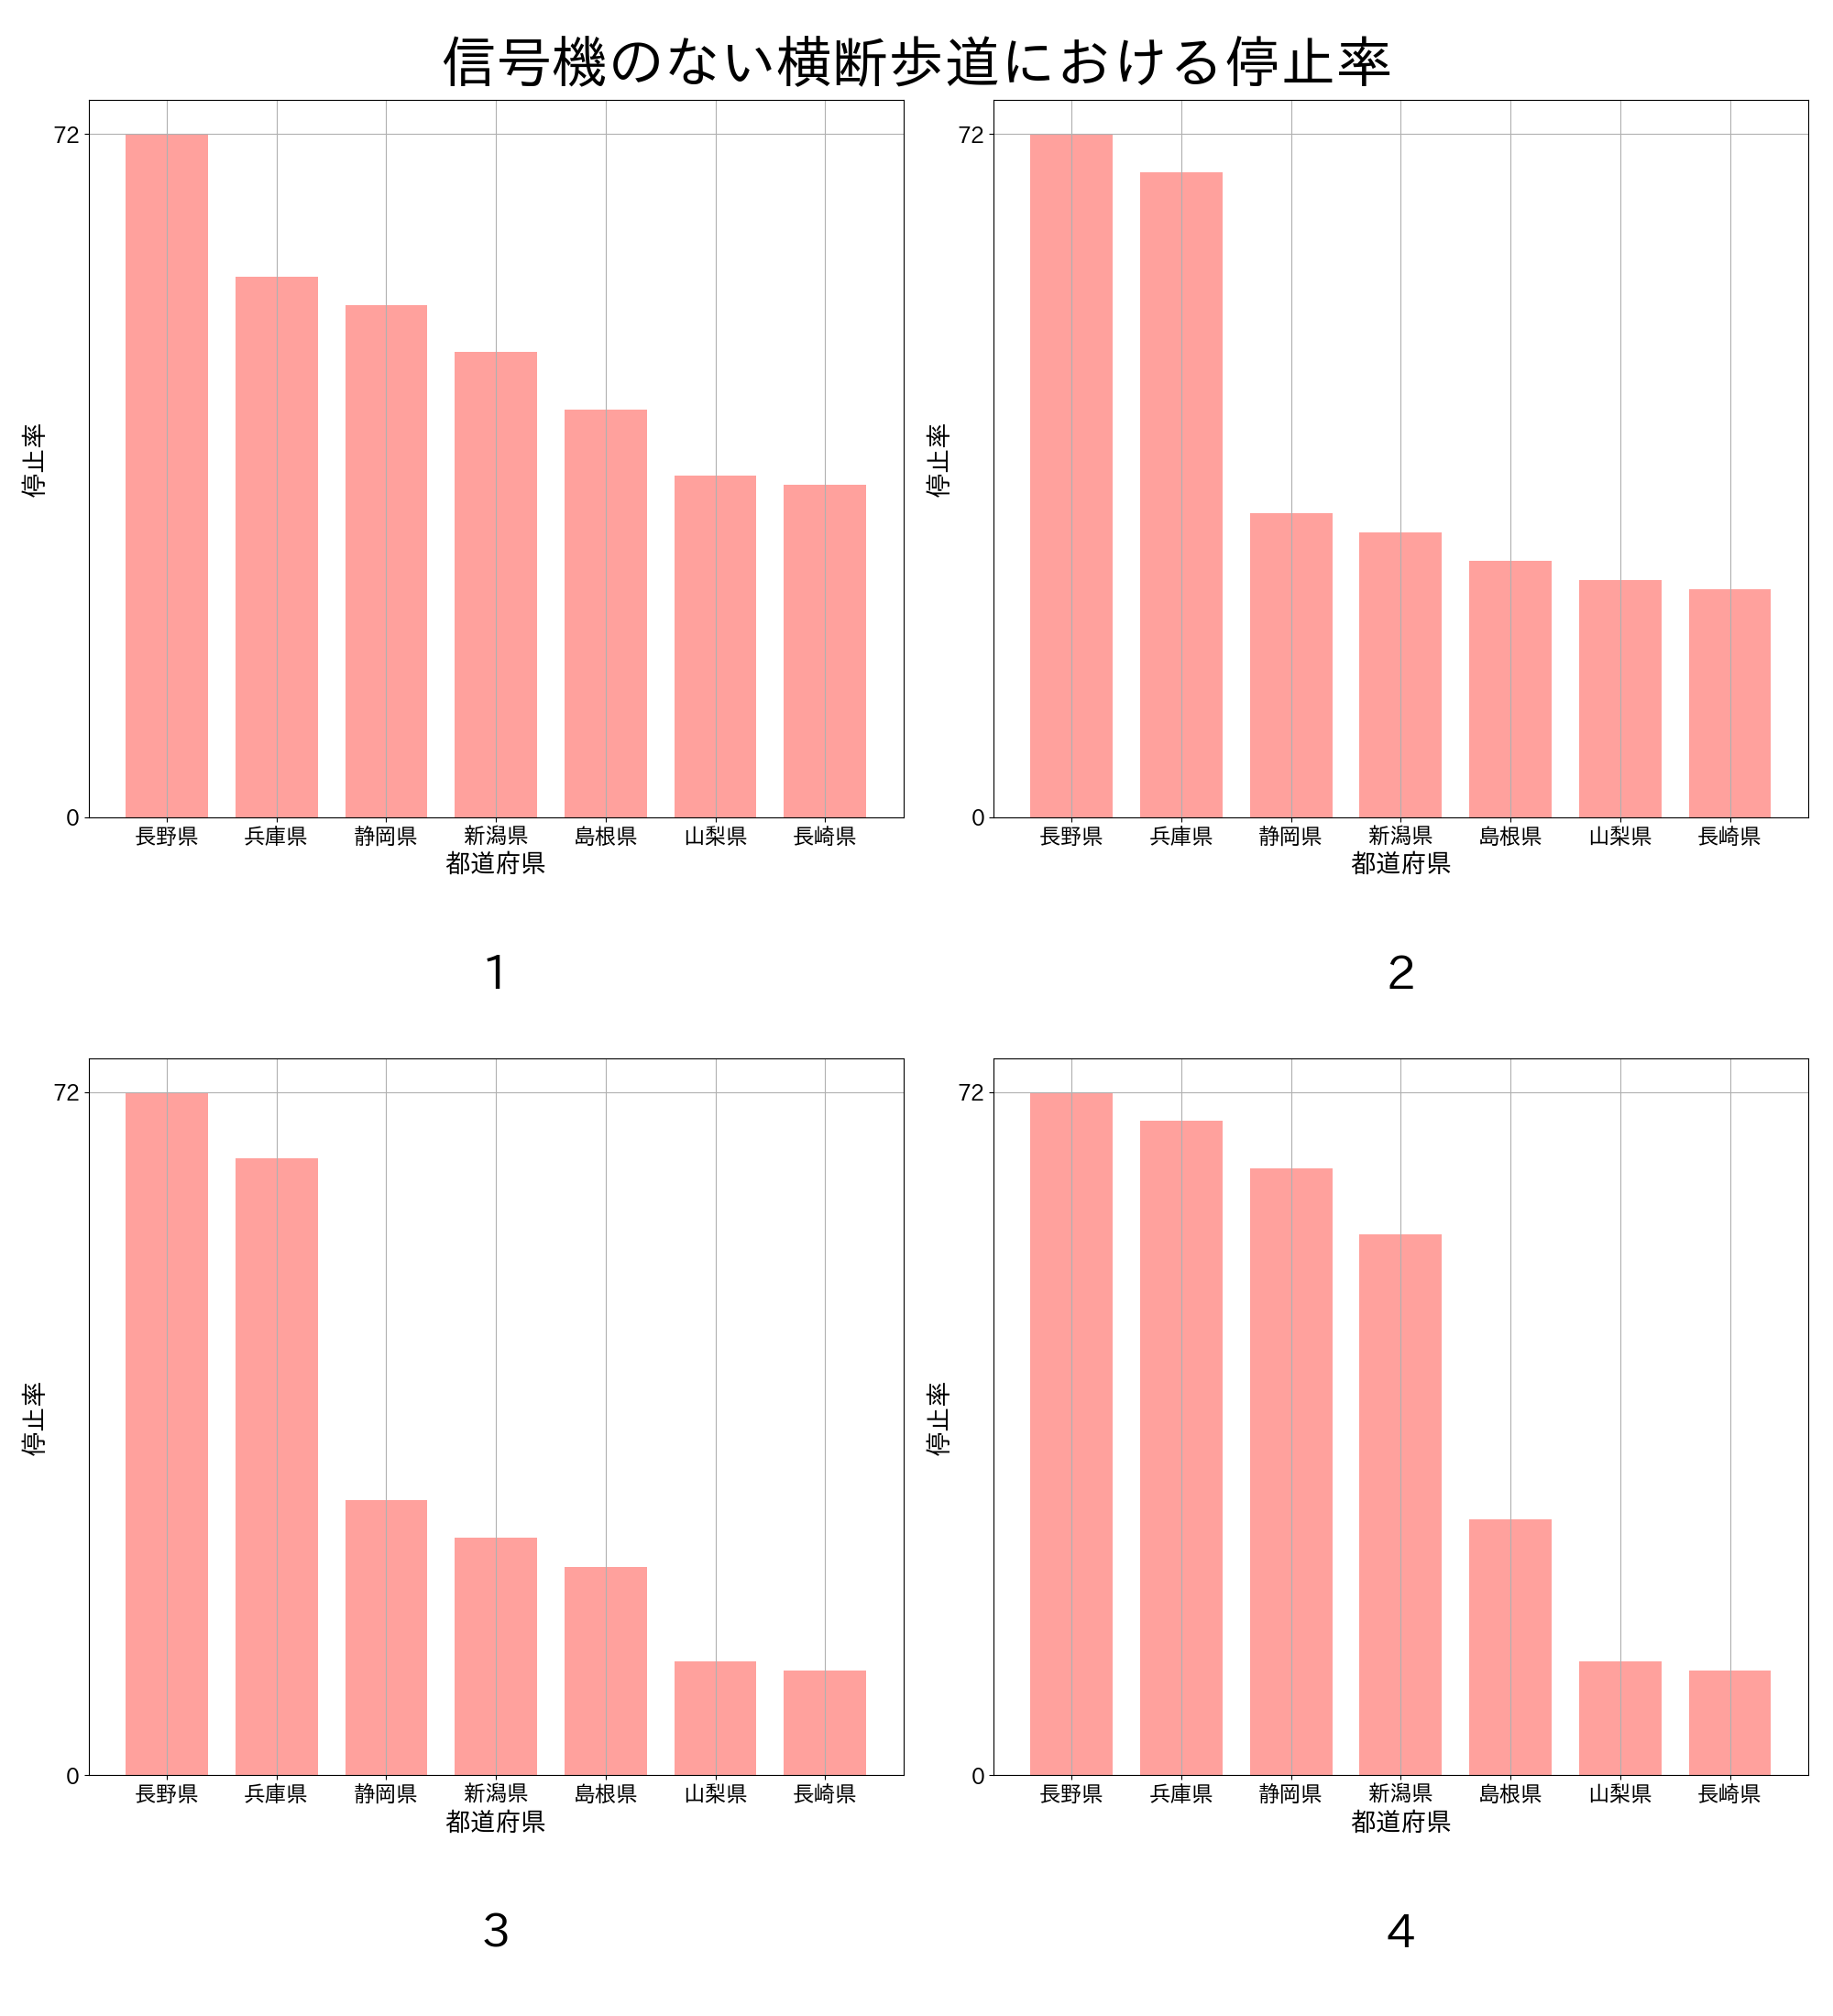 信号機のない横断歩道における停止率
72
0
停止率
長野県 兵庫県 静岡県 新潟県 島根県 山梨県 長崎県
都道府県
1
72
0
停止率
長野県 兵庫県 静岡県 新潟県 島根県 山梨県 長崎県
都道府県
2
72
0
停止率
長野県 兵庫県 静岡県 新潟県 島根県 山梨県 長崎県
都道府県
3
72
0
停止率
長野県 兵庫県 静岡県 新潟県 島根県 山梨県 長崎県
都道府県
4